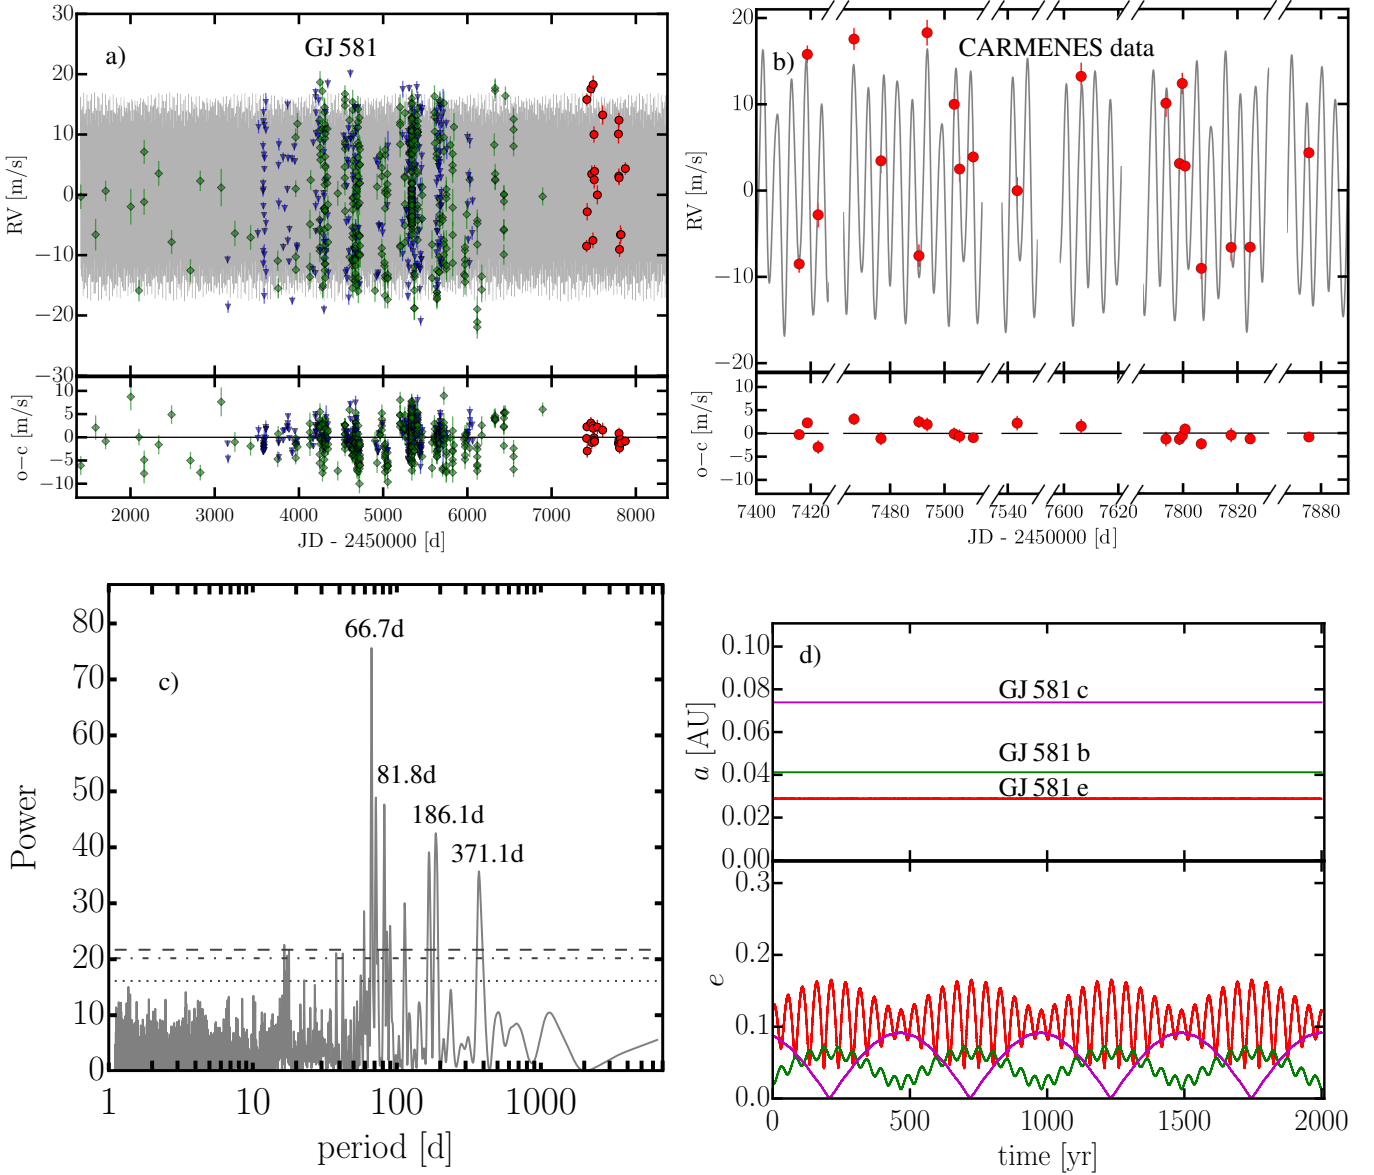 a)
GJ 581
30
20
10
0
−10
−20
−30
RV [m/s]
10
5
0
−5
−10
o−c [m/s]
2000 3000 4000 5000 6000 7000 8000
JD - 2450000 [d]
b)
CARMENES data
20
10
0
−10
−20
RV [m/s]
10
5
0
−5
−10
o−c [m/s]
7400 7420 7480 7500 7540 7600 7620 7800 7820 7880
JD - 2450000 [d]
c)
66.7d
81.8d
186.1d
371.1d
80
70
60
50
40
30
20
10
0
Power
1 10 100 1000
period [d]
d)
GJ 581 c
GJ 581 b
GJ 581 e
0.10
0.08
0.06
0.04
0.02
0.00
a [AU]
0.3
0.2
0.1
0.0
e
0 500 1000 1500 2000
time [yr]